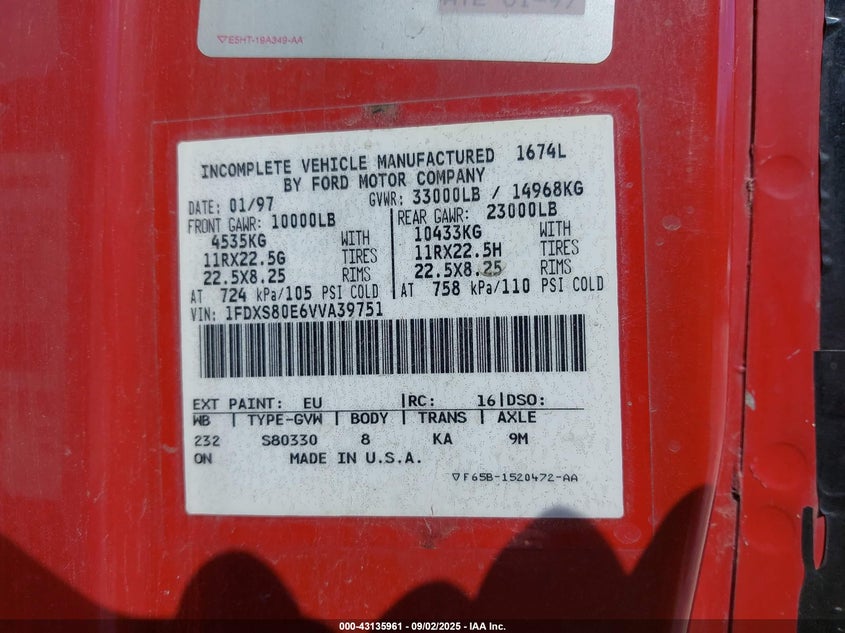 ATE 01-97
▽E5HT-19A349-AA
INCOMPLETE VEHICLE MANUFACTURED 1674L
BY FORD MOTOR COMPANY
DATE: 01/97 GVWR: 33000LB / 14968KG
FRONT GAWR: 10000LB REAR GAWR: 23000LB
4535KG WITH 10433KG WITH
11RX22.5G TIRES 11RX22.5H TIRES
22.5X8.25 RIMS 22.5X8.25 RIMS
AT 724 kPa/105 PSI COLD AT 758 kPa/110 PSI COLD
VIN: 1FDXS80E6VVA39751
EXT PAINT: EU |RC: 16|DSO:
WB | TYPE-GVW | BODY | TRANS | AXLE
232 S80330 8 KA 9M
ON MADE IN U.S.A.
▽F65B-1520472-AA
000-43135961 - 09/02/2025 - IAA Inc.